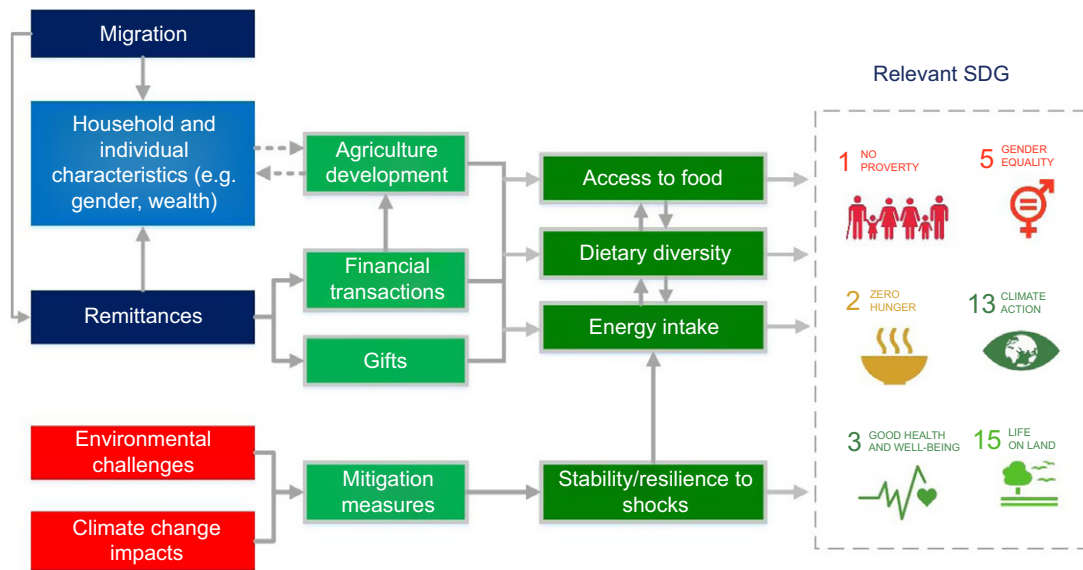 Migration
Household and
individual
characteristics (e.g.
gender, wealth)
Remittances
Environmental
challenges
Climate change
impacts
Agriculture
development
Financial
transactions
Gifts
Mitigation
measures
Access to food
Dietary diversity
Energy intake
Stability/resilience to
shocks
Relevant SDG
1 NO
PROVERTY
5 GENDER
EQUALITY
2 ZERO
HUNGER
13 CLIMATE
ACTION
3 GOOD HEALTH
AND WELL-BEING
15 LIFE
ON LAND